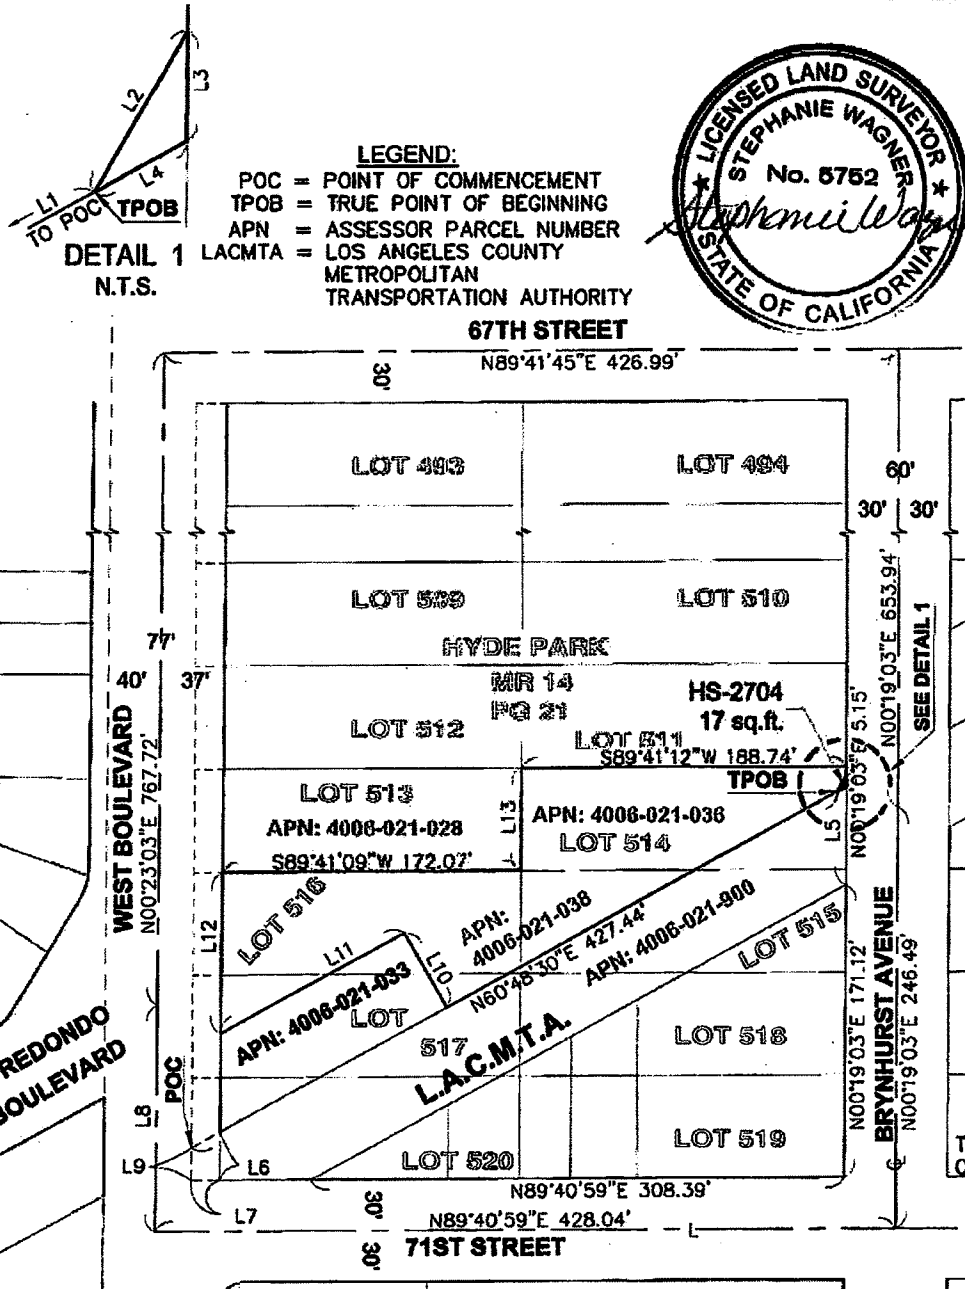 L2
L3
L4
L1
TO POC
TPOB
DETAIL 1
N.T.S.
LEGEND:
POC = POINT OF COMMENCEMENT
TPOB = TRUE POINT OF BEGINNING
APN = ASSESSOR PARCEL NUMBER
LACMTA = LOS ANGELES COUNTY
METROPOLITAN
TRANSPORTATION AUTHORITY
★ LICENSED LAND SURVEYOR ★
STEPHANIE WAGNER
No. 5752
STATE OF CALIFORNIA
67TH STREET
N89°41'45"E 426.99'
30'
LOT 493
LOT 494
60'
30'
30'
LOT 509
LOT 510
HYDE PARK
MR 14
PG 21
77'
40'
37'
HS-2704
17 sq.ft.
LOT 512
LOT 511
S89°41'12"W 188.74'
TPOB
N00°19'03"E 5.15'
N00°19'03"E 653.94'
SEE DETAIL 1
WEST BOULEVARD
N00°23'03"E 767.72'
LOT 513
APN: 4006-021-028
L13
APN: 4006-021-036
LOT 514
L5
S89°41'09"W 172.07'
LOT 516
L12
L11
L10
APN:
4006-021-038
N60°48'30"E 427.44'
APN: 4006-021-900
LOT 515
APN: 4006-021-033
LOT
517
L.A.C.M.T.A.
LOT 518
N00°19'03"E 171.12'
BRYNHURST AVENUE
N00°19'03"E 246.49'
REDONDO
BOULEVARD
POC
L8
L9
L6
LOT 520
LOT 519
N89°40'59"E 308.39'
L7
30'
N89°40'59"E 428.04'
30'
71ST STREET